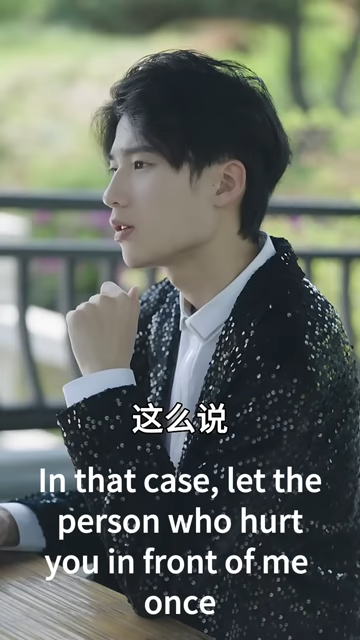 这么说
In that case, let the
person who hurt
you in front of me
once